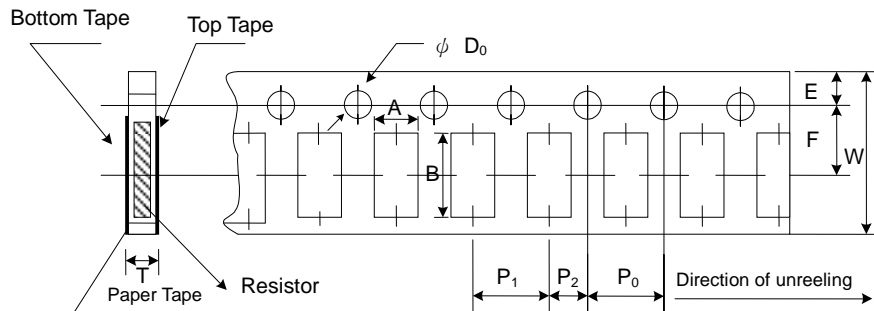 Bottom Tape
Top Tape
ϕ D₀
A
B
E
F
W
T
Paper Tape
Resistor
P₁
P₂
P₀
Direction of unreeling